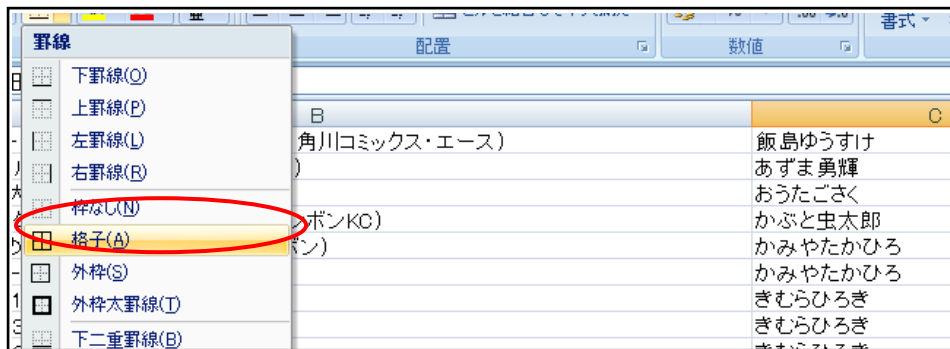 亜
書式
罫線
配置
数値
下罫線(O)
上罫線(P)
左罫線(L)
右罫線(R)
枠なし(N)
格子(A)
外枠(S)
外枠太罫線(T)
下二重罫線(B)
B
C
角川コミックス・エース)
飯島ゆうすけ
)
あずま勇輝
おうたごさく
ボンKC)
かぶと虫太郎
ボン)
かみやたかひろ
かみやたかひろ
きむらひろき
きむらひろき